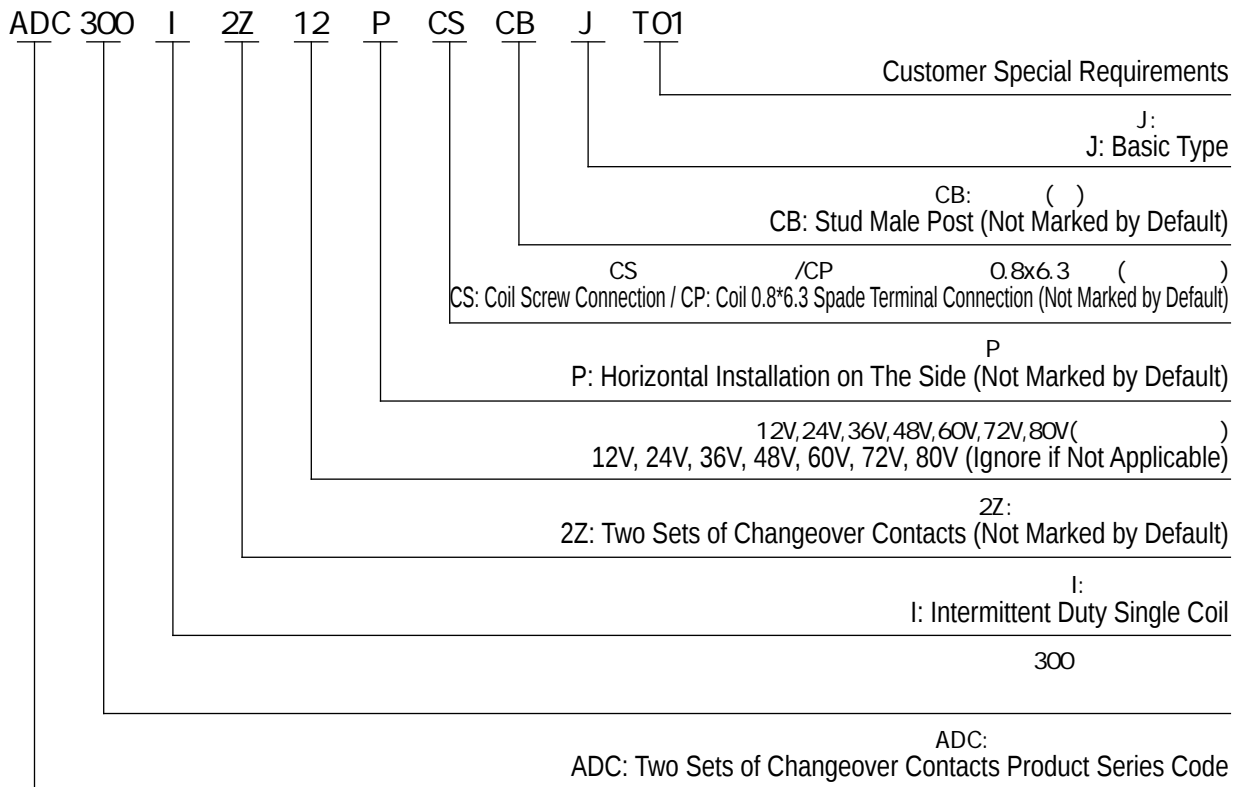 ADC 300 I 2Z 12 P CS CB J T01
Customer Special Requirements
J:
J: Basic Type
CB: ( )
CB: Stud Male Post (Not Marked by Default)
CS /CP 0.8x6.3 ( )
CS: Coil Screw Connection / CP: Coil 0.8*6.3 Spade Terminal Connection (Not Marked by Default)
P
P: Horizontal Installation on The Side (Not Marked by Default)
12V,24V,36V,48V,60V,72V,80V( )
12V, 24V, 36V, 48V, 60V, 72V, 80V (Ignore if Not Applicable)
2Z:
2Z: Two Sets of Changeover Contacts (Not Marked by Default)
I:
I: Intermittent Duty Single Coil
300
ADC:
ADC: Two Sets of Changeover Contacts Product Series Code